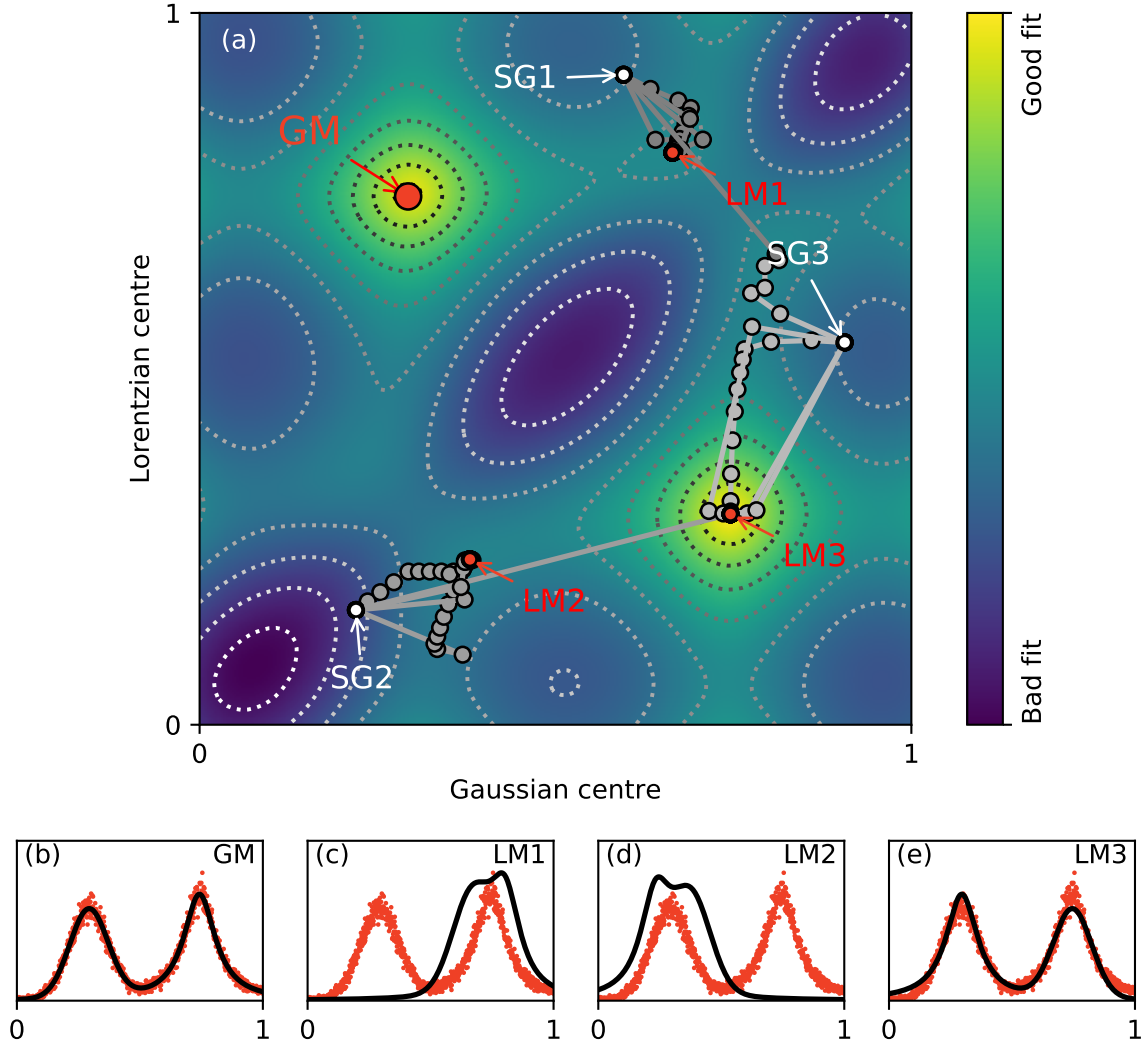 1
(a)
SG1
GM
LM1
SG3
Lorentzian centre
LM3
LM2
SG2
0
0
1
Gaussian centre
Good fit
Bad fit
(b)
GM
(c)
LM1
(d)
LM2
(e)
LM3
0
1
0
1
0
1
0
1